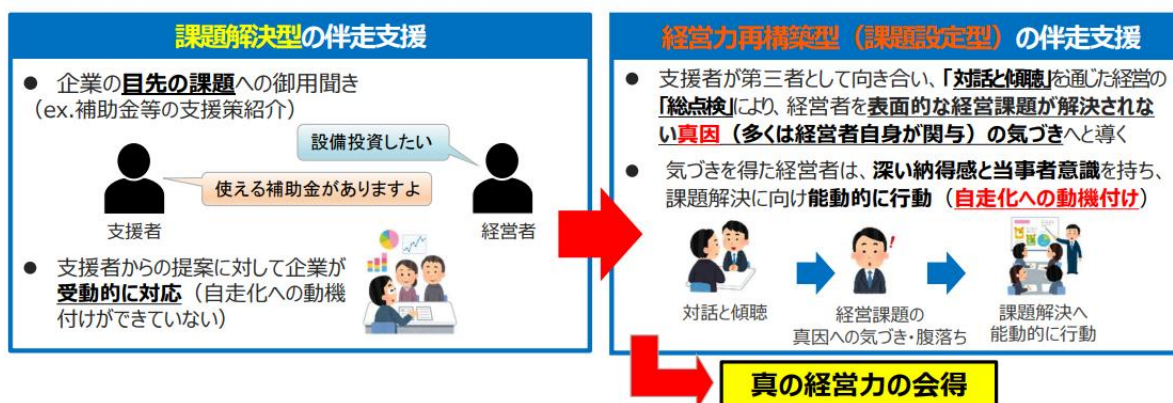 課題解決型の伴走支援
● 企業の目先の課題への御用聞き
（ex.補助金等の支援策紹介）
設備投資したい
使える補助金がありますよ
支援者
経営者
● 支援者からの提案に対して企業が
受動的に対応（自走化への動機
付けができていない）
経営力再構築型（課題設定型）の伴走支援
● 支援者が第三者として向き合い、「対話と傾聴」を通じた経営の
「総点検」により、経営者を表面的な経営課題が解決されな
い真因（多くは経営者自身が関与）の気づきへと導く
● 気づきを得た経営者は、深い納得感と当事者意識を持ち、
課題解決に向け能動的に行動（自走化への動機付け）
対話と傾聴
経営課題の
真因への気づき・腹落ち
課題解決へ
能動的に行動
真の経営力の会得